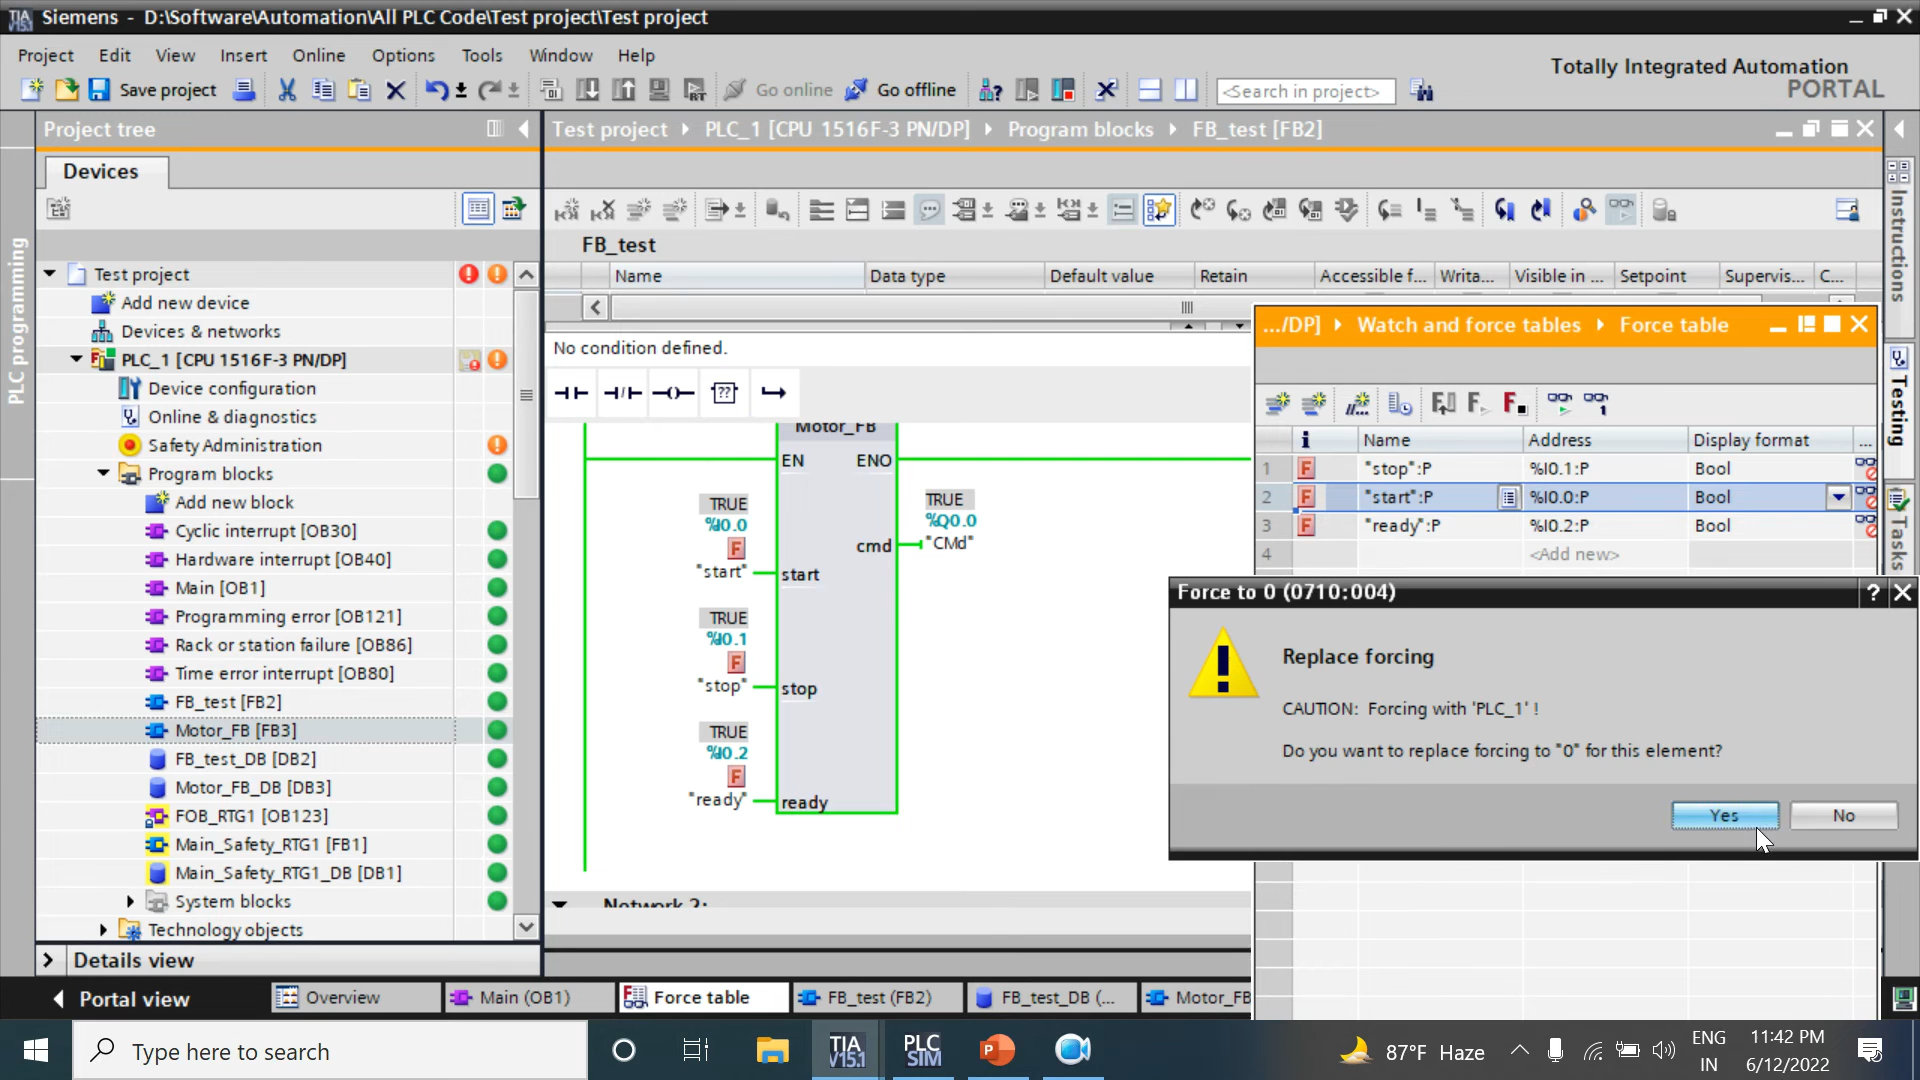 Siemens - D:\Software\Automation\All PLC Code\Test project\Test project
Project Edit View Insert Online Options Tools Window Help
Totally Integrated Automation
PORTAL
Save project
Go online
Go offline
<Search in project>
Project tree
Test project PLC_1 [CPU 1516F-3 PN/DP] Program blocks FB_test [FB2]
Devices
PLC programming
Test project
Add new device
Devices & networks
PLC_1 [CPU 1516F-3 PN/DP]
Device configuration
Online & diagnostics
Safety Administration
Program blocks
Add new block
Cyclic interrupt [OB30]
Hardware interrupt [OB40]
Main [OB1]
Programming error [OB121]
Rack or station failure [OB86]
Time error interrupt [OB80]
FB_test [FB2]
Motor_FB [FB3]
FB_test_DB [DB2]
Motor_FB_DB [DB3]
FOB_RTG1 [OB123]
Main_Safety_RTG1 [FB1]
Main_Safety_RTG1_DB [DB1]
System blocks
Technology objects
Details view
FB_test
Name Data type Default value Retain Accessible f... Writa... Visible in ... Setpoint Supervis... C...
No condition defined.
??
Motor_FB
EN ENO
TRUE
%I0.0
F
"start" start
TRUE
%Q0.0
cmd "CMd"
TRUE
%I0.1
F
"stop" stop
TRUE
%I0.2
F
"ready" ready
Network 2:
.../DP] Watch and force tables Force table
i Name Address Display format ...
1 F "stop":P %I0.1:P Bool
2 F "start":P %I0.0:P Bool
3 F "ready":P %I0.2:P Bool
4 <Add new>
Force to 0 (0710:004) ?
Replace forcing
CAUTION: Forcing with 'PLC_1' !
Do you want to replace forcing to "0" for this element?
Yes No
Instructions
Testing
Tasks
Portal view
Overview
Main (OB1)
Force table
FB_test (FB2)
FB_test_DB (...
Motor_FB
Type here to search
TIA
V15.1
PLC
SIM
P
87°F Haze
ENG
IN
11:42 PM
6/12/2022